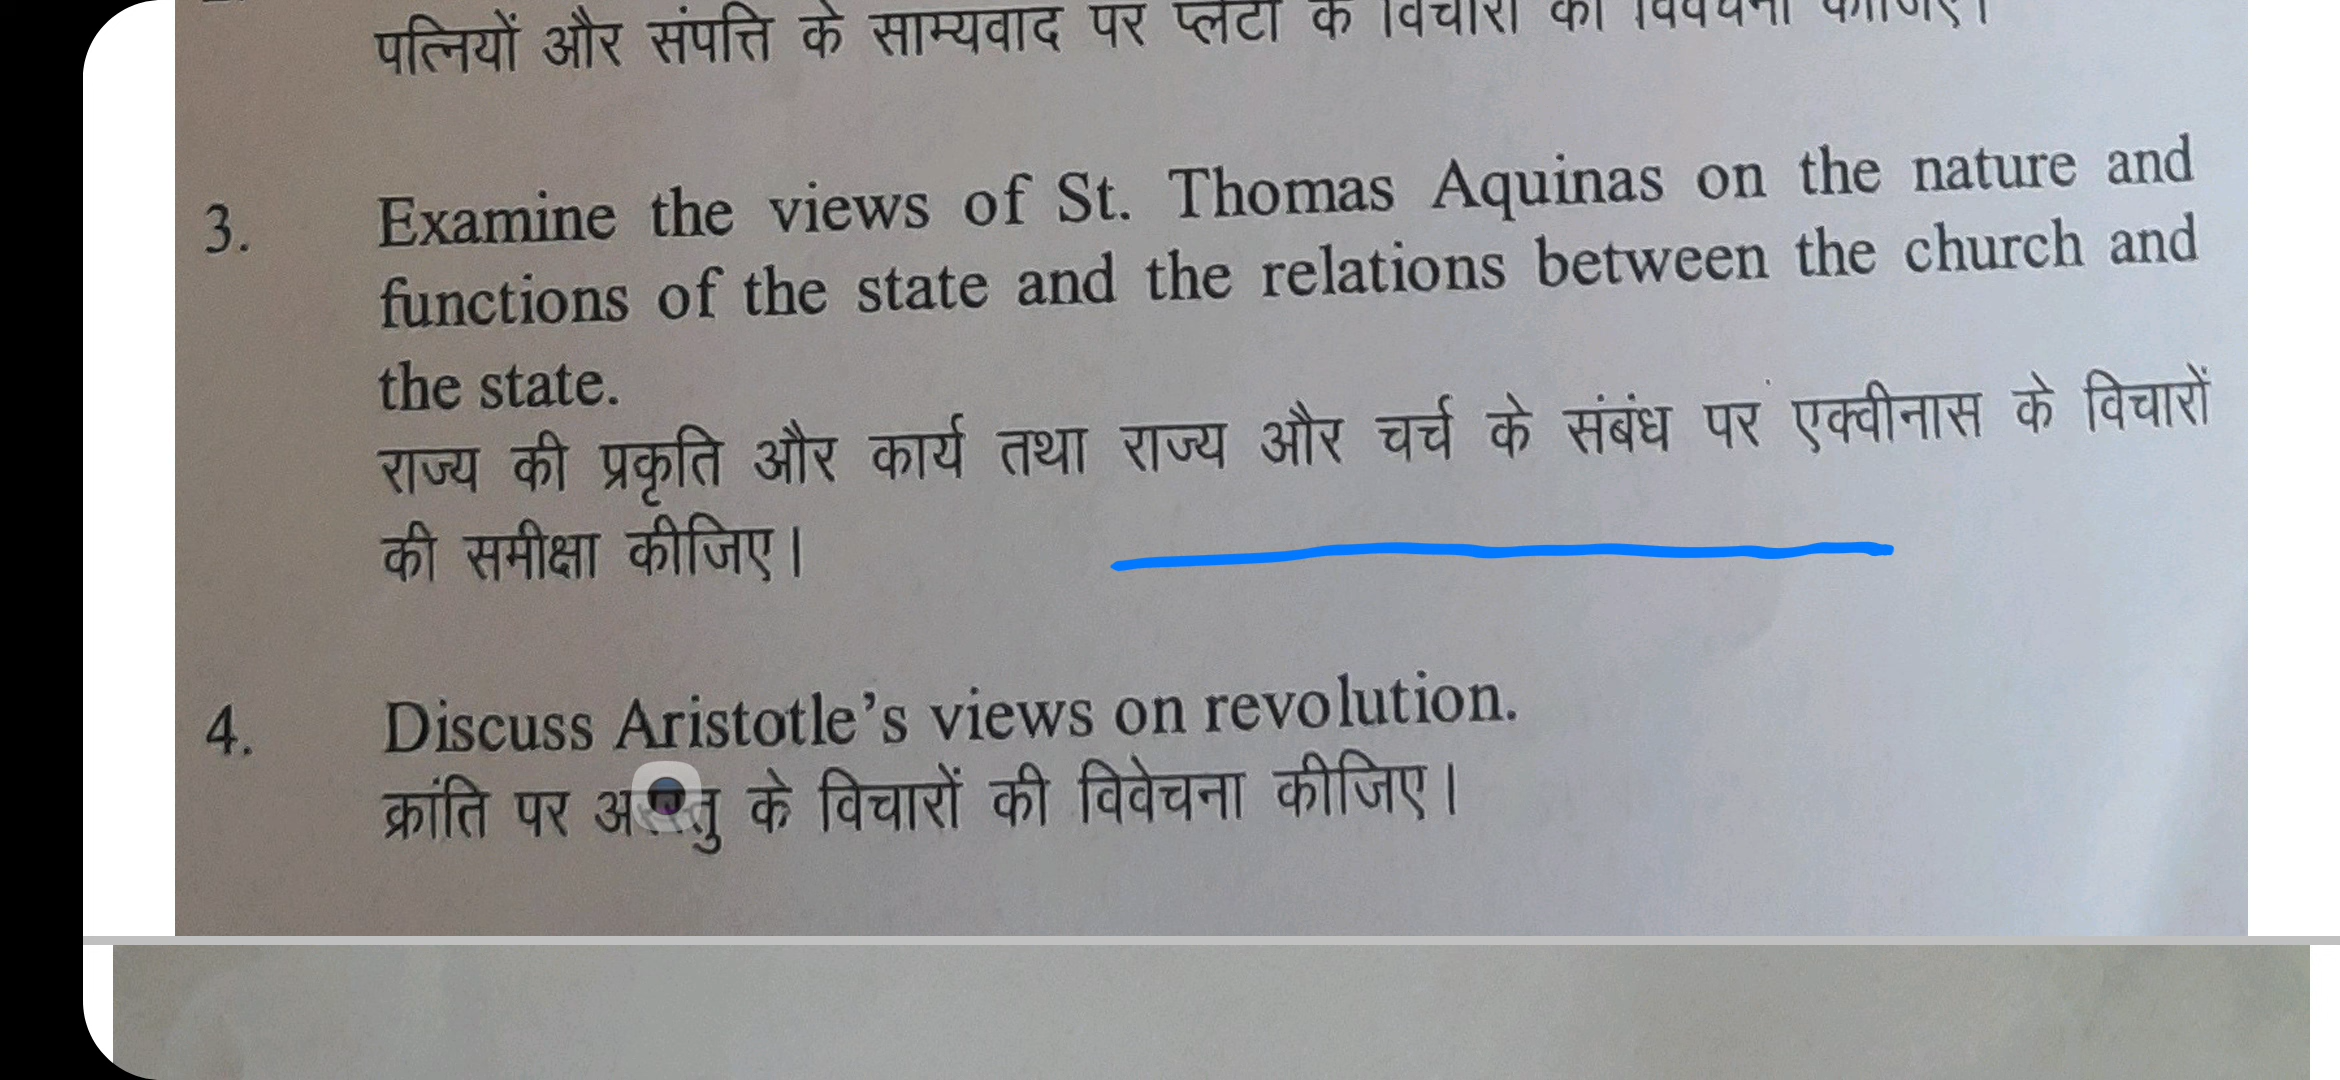 पत्नियों और संपत्ति के साम्यवाद पर प्लेटो के विचारों की विवेचना कीजिए।
3. Examine the views of St. Thomas Aquinas on the nature and
functions of the state and the relations between the church and
the state.
राज्य की प्रकृति और कार्य तथा राज्य और चर्च के संबंध पर एक्वीनास के विचारों
की समीक्षा कीजिए।
4. Discuss Aristotle's views on revolution.
क्रांति पर के विचारों की विवेचना कीजिए।